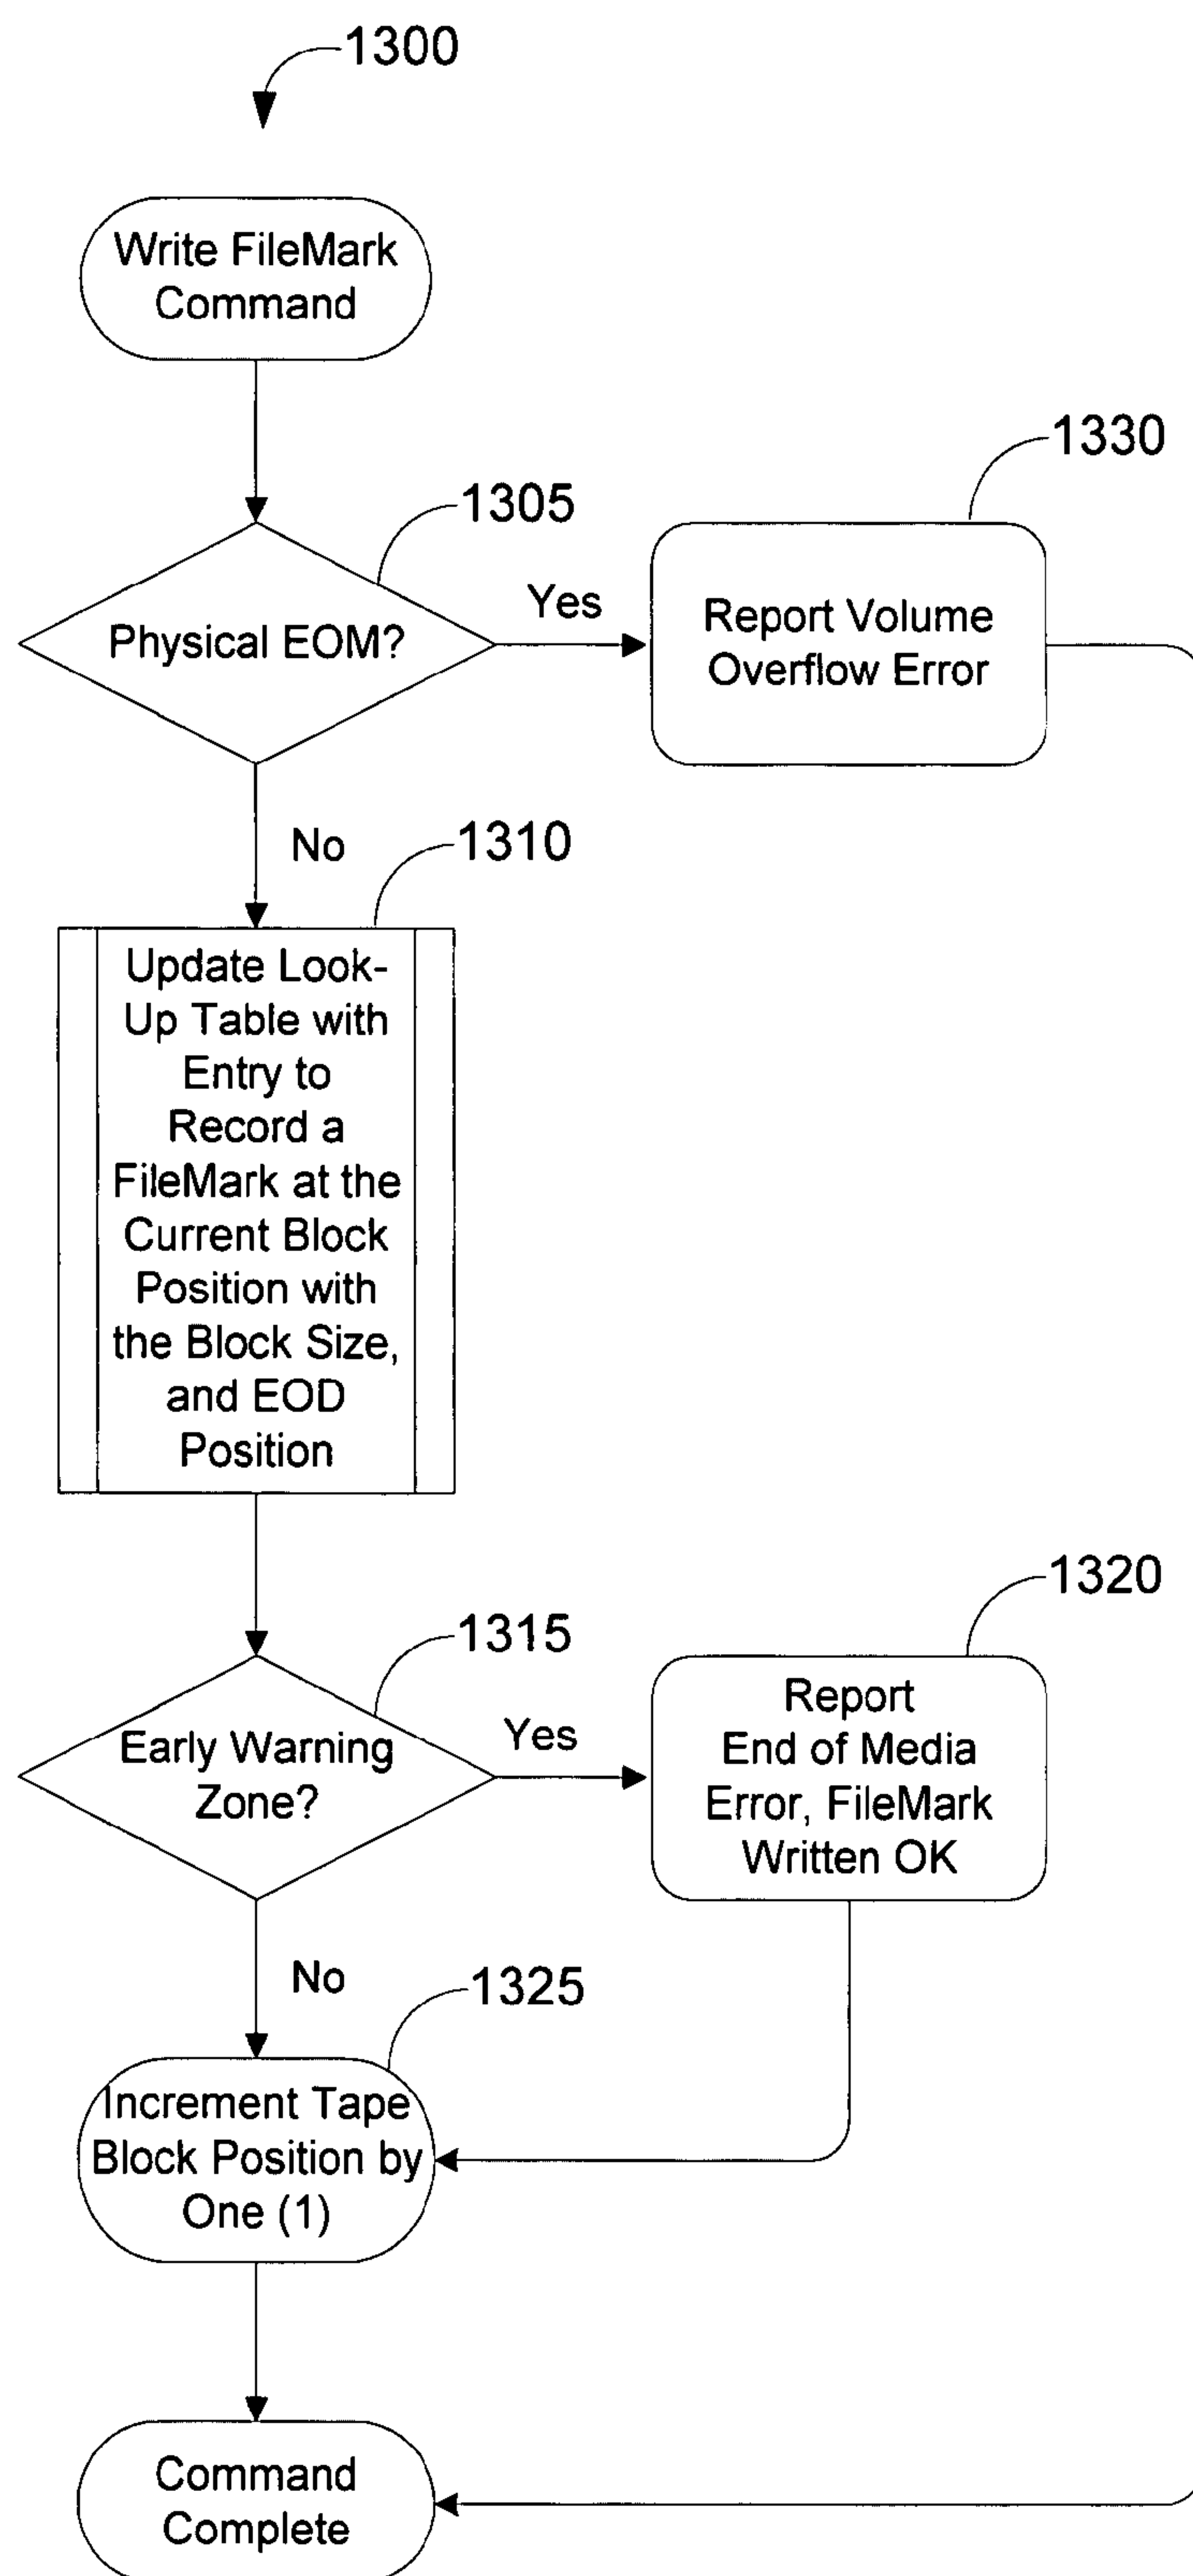 1300
Write FileMark
Command
1305
Physical EOM?
Yes
1330
Report Volume
Overflow Error
No
1310
Update Look-
Up Table with
Entry to
Record a
FileMark at the
Current Block
Position with
the Block Size,
and EOD
Position
1315
Early Warning
Zone?
Yes
1320
Report
End of Media
Error, FileMark
Written OK
No
1325
Increment Tape
Block Position by
One (1)
Command
Complete